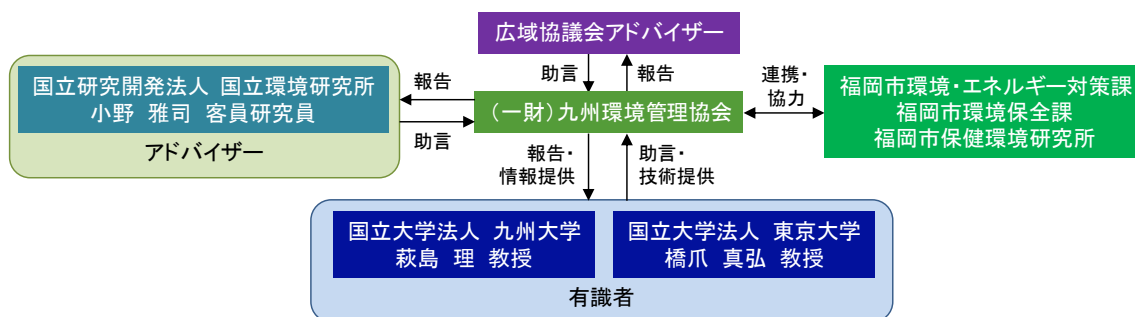 広域協議会アドバイザー
助言
報告
国立研究開発法人 国立環境研究所
小野 雅司 客員研究員
アドバイザー
報告
助言
(一財)九州環境管理協会
連携・
協力
福岡市環境・エネルギー対策課
福岡市環境保全課
福岡市保健環境研究所
報告・
情報提供
助言・
技術提供
国立大学法人 九州大学
萩島 理 教授
国立大学法人 東京大学
橋爪 真弘 教授
有識者